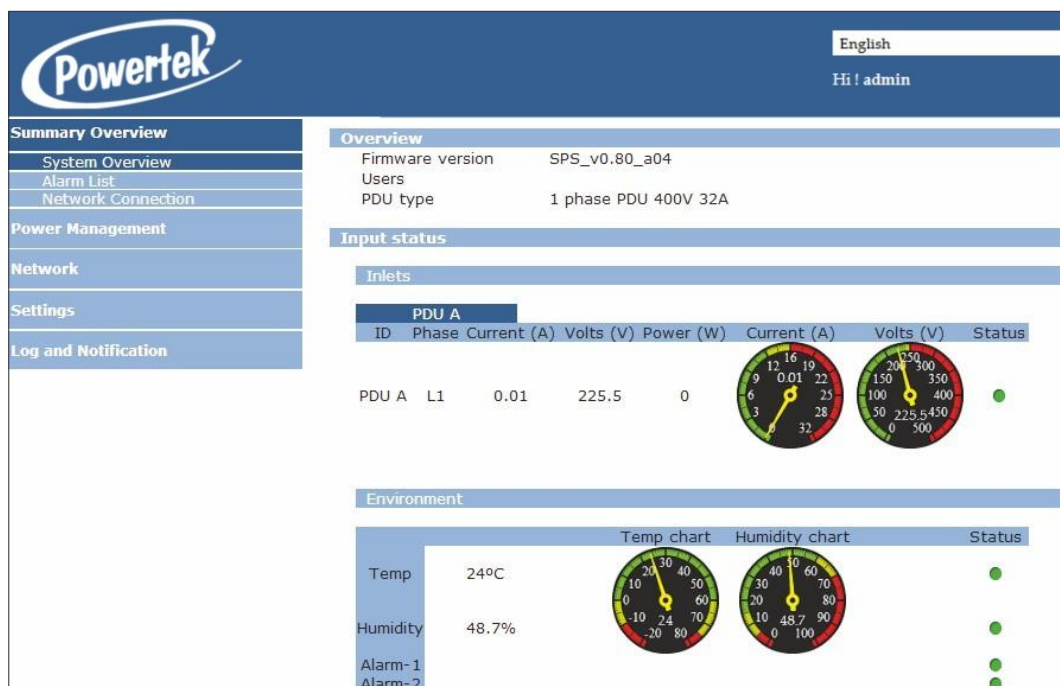 Powertek
English
Hi ! admin
Summary Overview
System Overview
Alarm List
Network Connection
Power Management
Network
Settings
Log and Notification
Overview
Firmware version SPS_v0.80_a04
Users
PDU type 1 phase PDU 400V 32A
Input status
Inlets
PDU A
ID Phase Current (A) Volts (V) Power (W) Current (A) Volts (V) Status
PDU A L1 0.01 225.5 0
0 3 6 9 12 16 19 22 25 28 32
0.01
0 50 100 150 200 250 300 350 400 450 500
225.5
Environment
Temp chart Humidity chart Status
Temp 24ºC
-20 -10 0 10 20 30 40 50 60 70 80
24
0 10 20 30 40 50 60 70 80 90 100
48.7
Humidity 48.7%
Alarm-1
Alarm-2